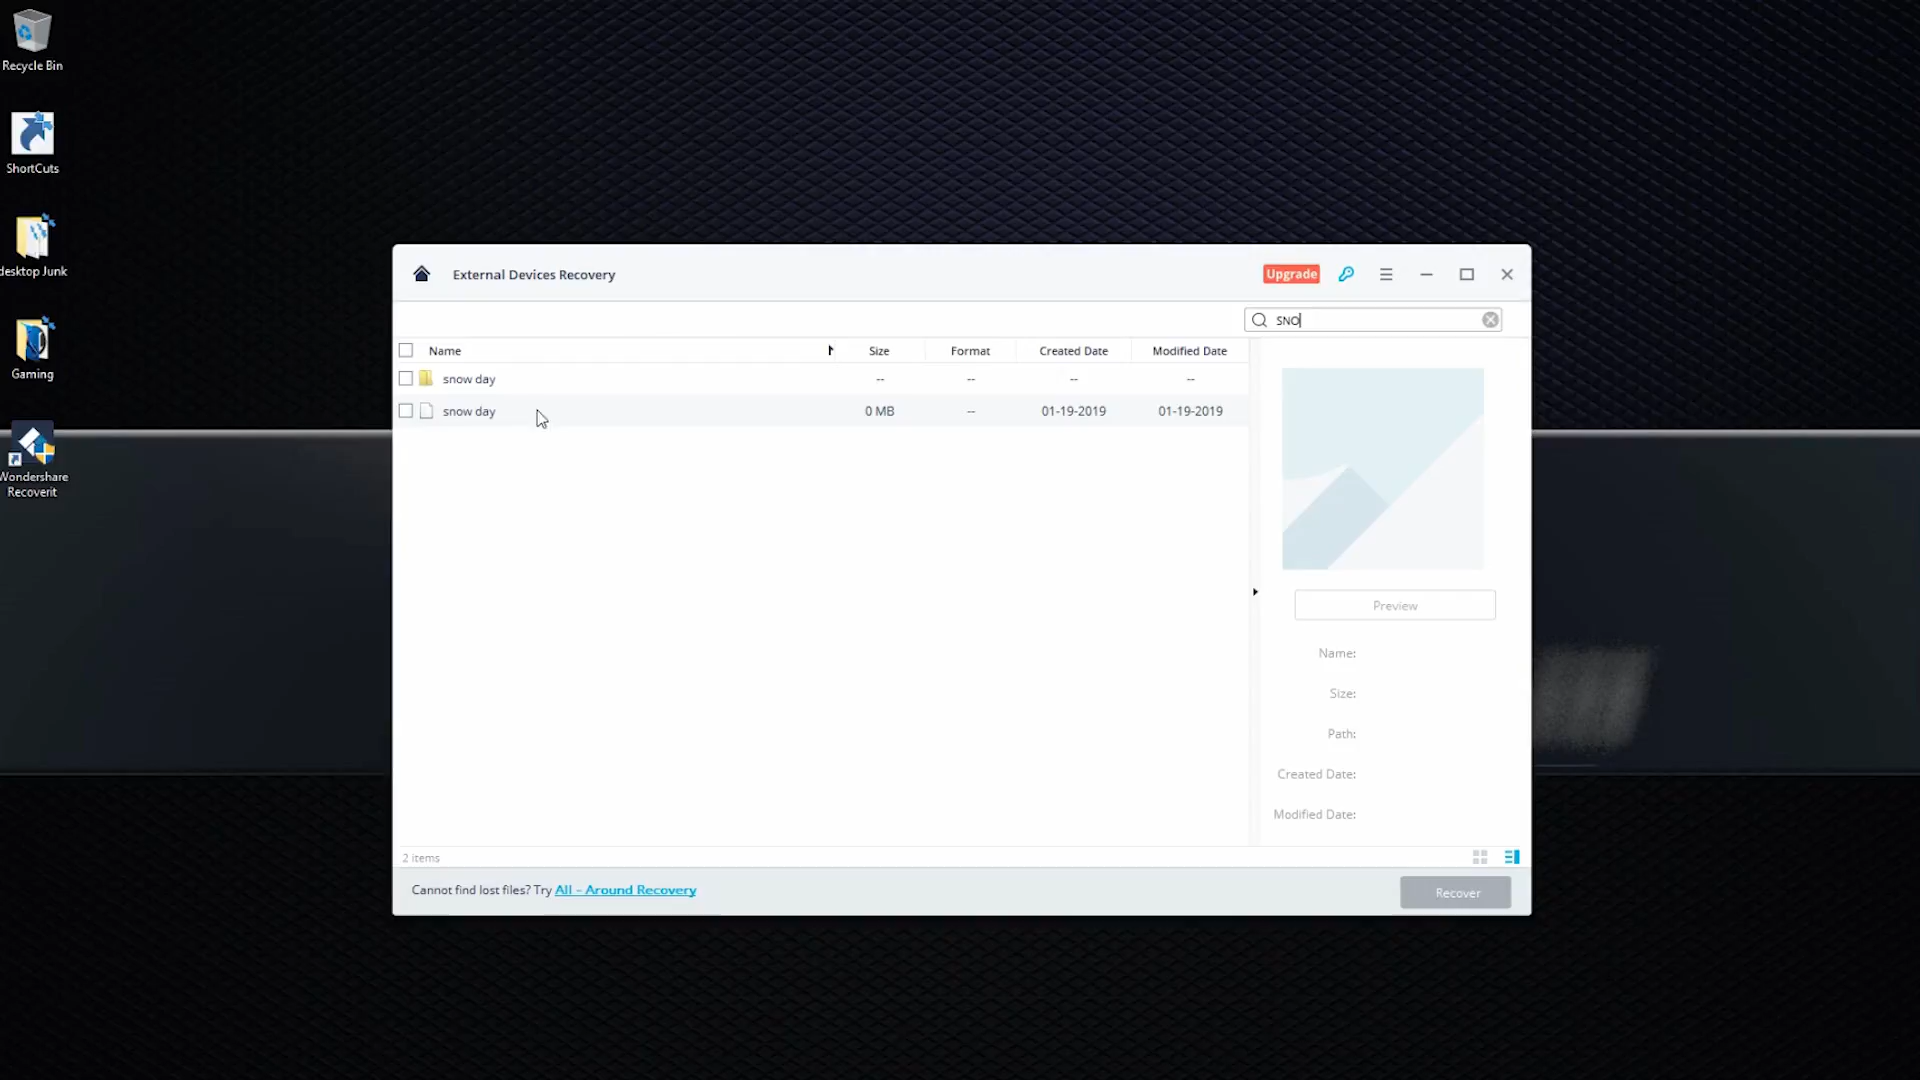 Recycle Bin
ShortCuts
desktop Junk
Gaming
Wondershare
Recoverit
External Devices Recovery
Upgrade
SNO
Name Size Format Created Date Modified Date
snow day -- -- -- --
snow day 0 MB -- 01-19-2019 01-19-2019
Preview
Name:
Size:
Path:
Created Date:
Modified Date:
2 items
Cannot find lost files? Try All - Around Recovery
Recover